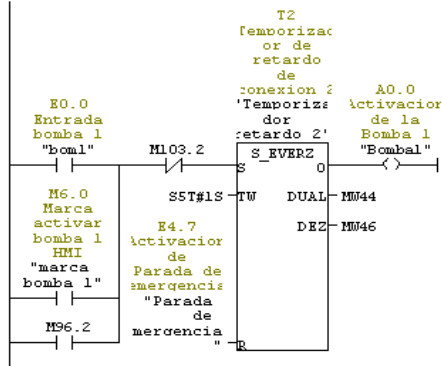 T2
Temporizac
or de
retardo
de
conexion 2
"Temporiza
dor
retardo 2"
E0.0
Entrada
bomba 1
"bom1"
M103.2
S_EVERZ
S
Q
A0.0
Activacion
de la
Bomba 1
"Bomba1"
M6.0
Marca
activar
bomba 1
HMI
"marca
bomba 1"
S5T#1S
TW
DUAL
MW44
DEZ
MW46
E4.7
Activacion
de
Parada de
emergencia
"Parada
de
mergencia
"
R
M96.2